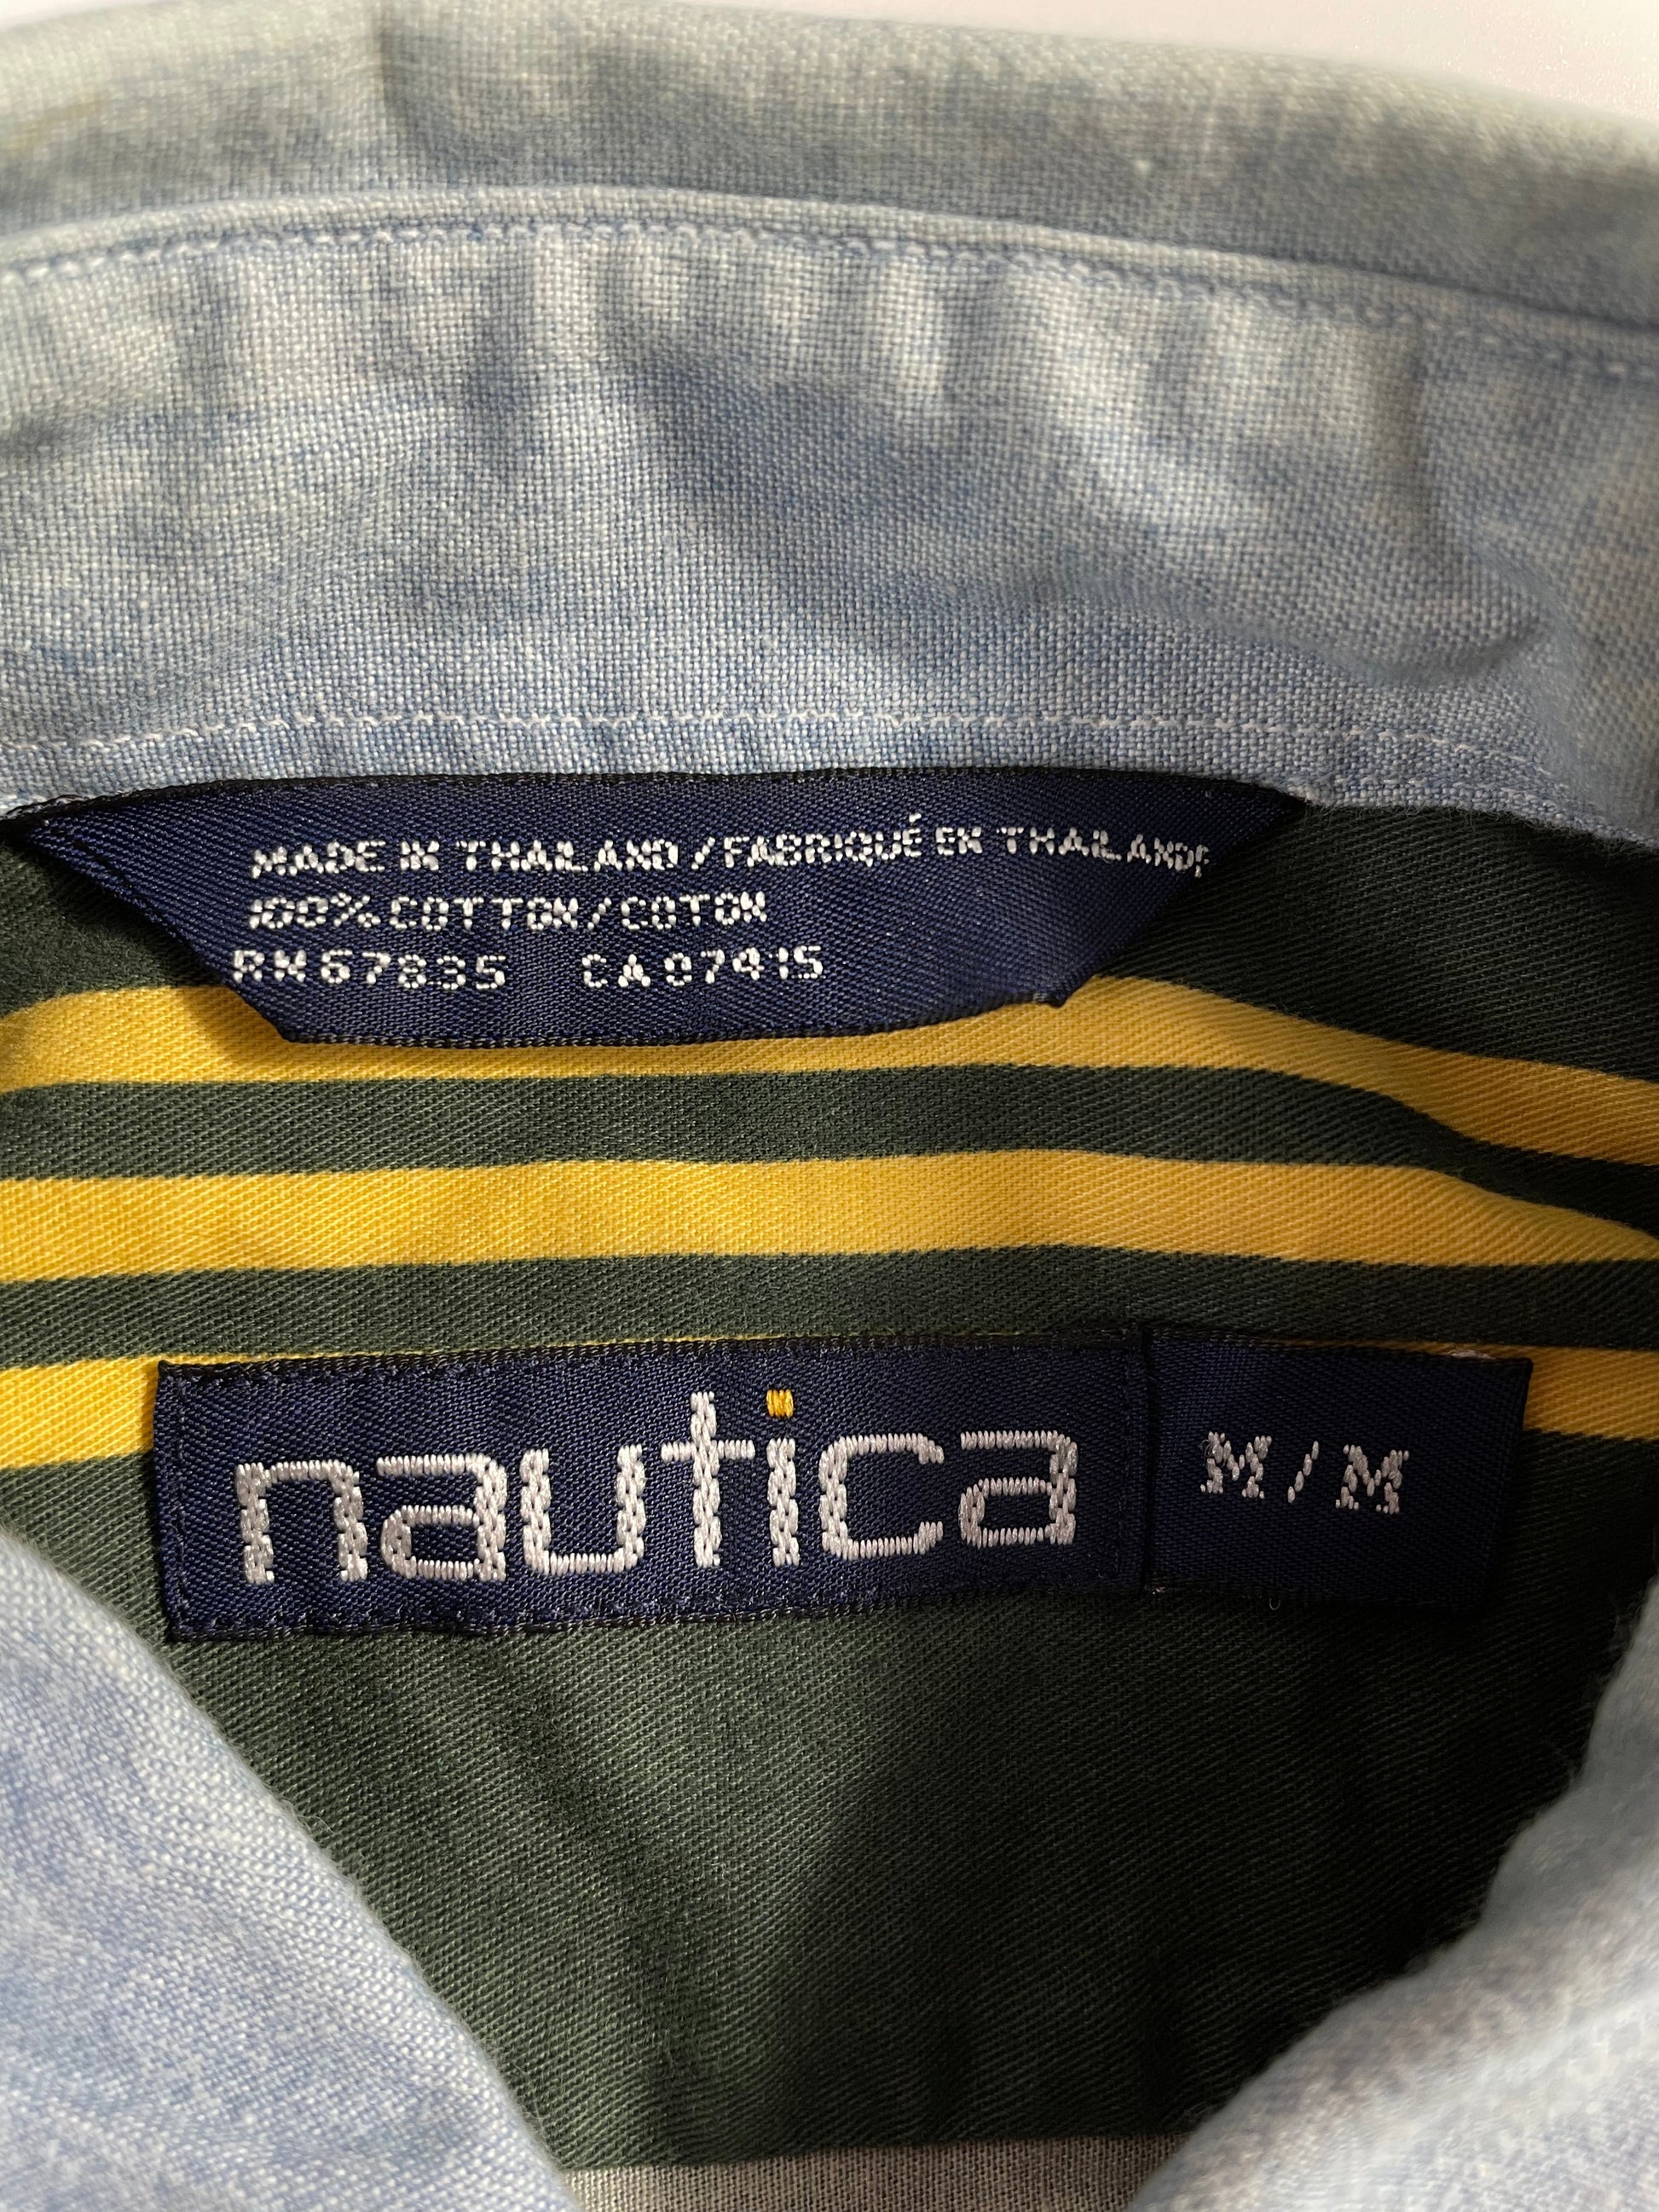 MADE IN THAILAND / FABRIQUÉ EN THAILANDE
100% COTTON / COTON
RN67835 CA07415
nautica M/M